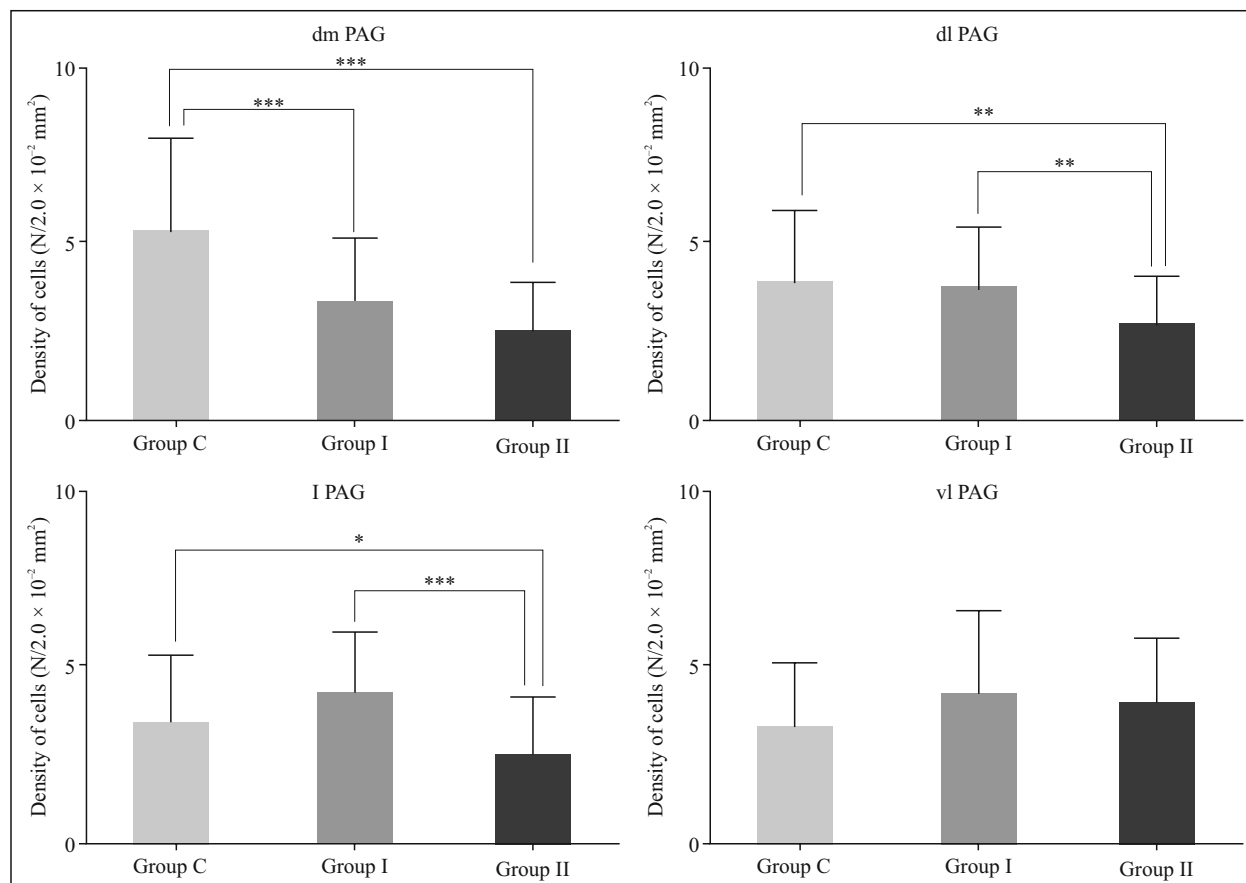 dm PAG
10
5
0
Density of cells (N/2.0 × 10⁻² mm²)
***
***
Group C
Group I
Group II
dl PAG
10
5
0
Density of cells (N/2.0 × 10⁻² mm²)
**
**
Group C
Group I
Group II
I PAG
10
5
0
Density of cells (N/2.0 × 10⁻² mm²)
*
***
Group C
Group I
Group II
vl PAG
10
5
0
Density of cells (N/2.0 × 10⁻² mm²)
Group C
Group I
Group II